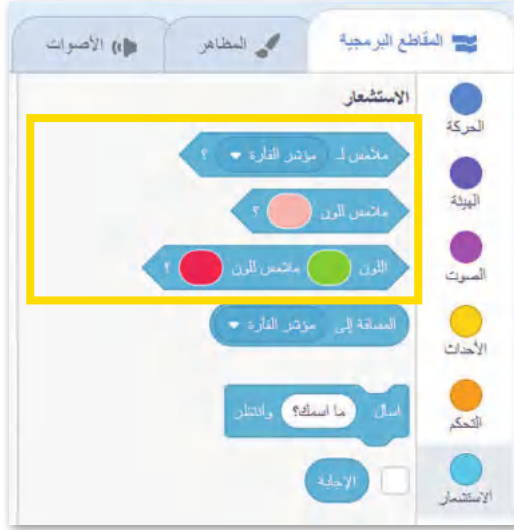 المقاطع البرمجية
المظاهر
الأصوات
الاستشعار
ملامس لـ مؤشر الفأرة ؟
ملامس للون ؟
اللون ملامس للون ؟
المسافة إلى مؤشر الفأرة
اسأل ما اسمك؟ وانتظر
الإجابة
الحركة
الهيئة
الصوت
الأحداث
التحكم
الاستشعار